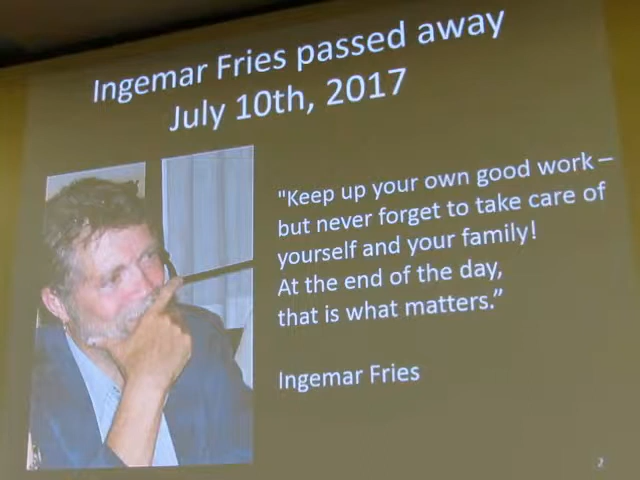 Ingemar Fries passed away
July 10th, 2017
"Keep up your own good work –
but never forget to take care of
yourself and your family!
At the end of the day,
that is what matters.”
Ingemar Fries
2